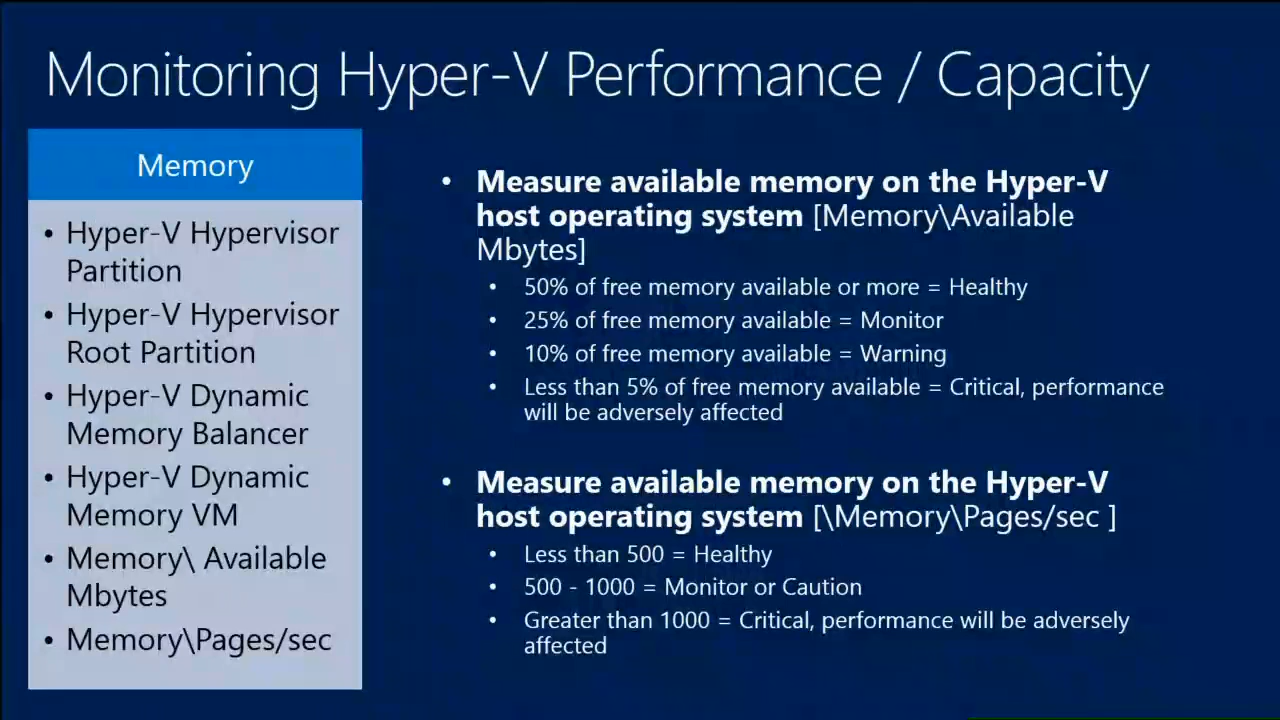 Monitoring Hyper-V Performance / Capacity
Memory
• Hyper-V Hypervisor
Partition
• Hyper-V Hypervisor
Root Partition
• Hyper-V Dynamic
Memory Balancer
• Hyper-V Dynamic
Memory VM
• Memory\ Available
Mbytes
• Memory\Pages/sec
• Measure available memory on the Hyper-V
host operating system [Memory\Available
Mbytes]
• 50% of free memory available or more = Healthy
• 25% of free memory available = Monitor
• 10% of free memory available = Warning
• Less than 5% of free memory available = Critical, performance
will be adversely affected
• Measure available memory on the Hyper-V
host operating system [\Memory\Pages/sec ]
• Less than 500 = Healthy
• 500 - 1000 = Monitor or Caution
• Greater than 1000 = Critical, performance will be adversely
affected